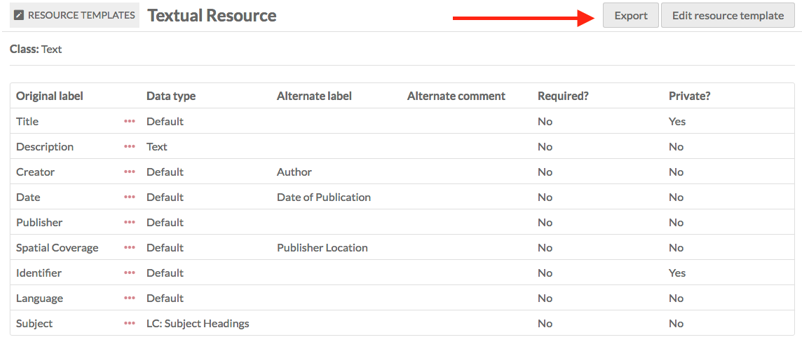 RESOURCE TEMPLATES Textual Resource Export Edit resource template
Class: Text
Original label Data type Alternate label Alternate comment Required? Private?
Title ••• Default No Yes
Description ••• Text No No
Creator ••• Default Author No No
Date ••• Default Date of Publication No No
Publisher ••• Default No No
Spatial Coverage ••• Default Publisher Location No No
Identifier ••• Default No Yes
Language ••• Default No No
Subject ••• LC: Subject Headings No No